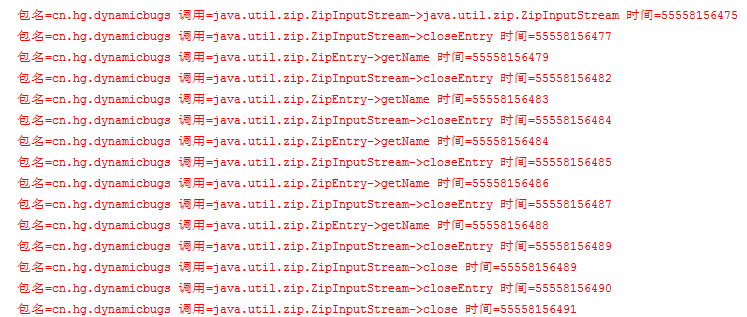 包名=cn.hg.dynamicbugs 调用=java.util.zip.ZipInputStream->java.util.zip.ZipInputStream 时间=55558156475
包名=cn.hg.dynamicbugs 调用=java.util.zip.ZipInputStream->closeEntry 时间=55558156477
包名=cn.hg.dynamicbugs 调用=java.util.zip.ZipEntry->getName 时间=55558156479
包名=cn.hg.dynamicbugs 调用=java.util.zip.ZipInputStream->closeEntry 时间=55558156482
包名=cn.hg.dynamicbugs 调用=java.util.zip.ZipEntry->getName 时间=55558156483
包名=cn.hg.dynamicbugs 调用=java.util.zip.ZipInputStream->closeEntry 时间=55558156484
包名=cn.hg.dynamicbugs 调用=java.util.zip.ZipEntry->getName 时间=55558156484
包名=cn.hg.dynamicbugs 调用=java.util.zip.ZipInputStream->closeEntry 时间=55558156485
包名=cn.hg.dynamicbugs 调用=java.util.zip.ZipEntry->getName 时间=55558156486
包名=cn.hg.dynamicbugs 调用=java.util.zip.ZipInputStream->closeEntry 时间=55558156487
包名=cn.hg.dynamicbugs 调用=java.util.zip.ZipEntry->getName 时间=55558156488
包名=cn.hg.dynamicbugs 调用=java.util.zip.ZipInputStream->closeEntry 时间=55558156489
包名=cn.hg.dynamicbugs 调用=java.util.zip.ZipInputStream->close 时间=55558156489
包名=cn.hg.dynamicbugs 调用=java.util.zip.ZipInputStream->closeEntry 时间=55558156490
包名=cn.hg.dynamicbugs 调用=java.util.zip.ZipInputStream->close 时间=55558156491